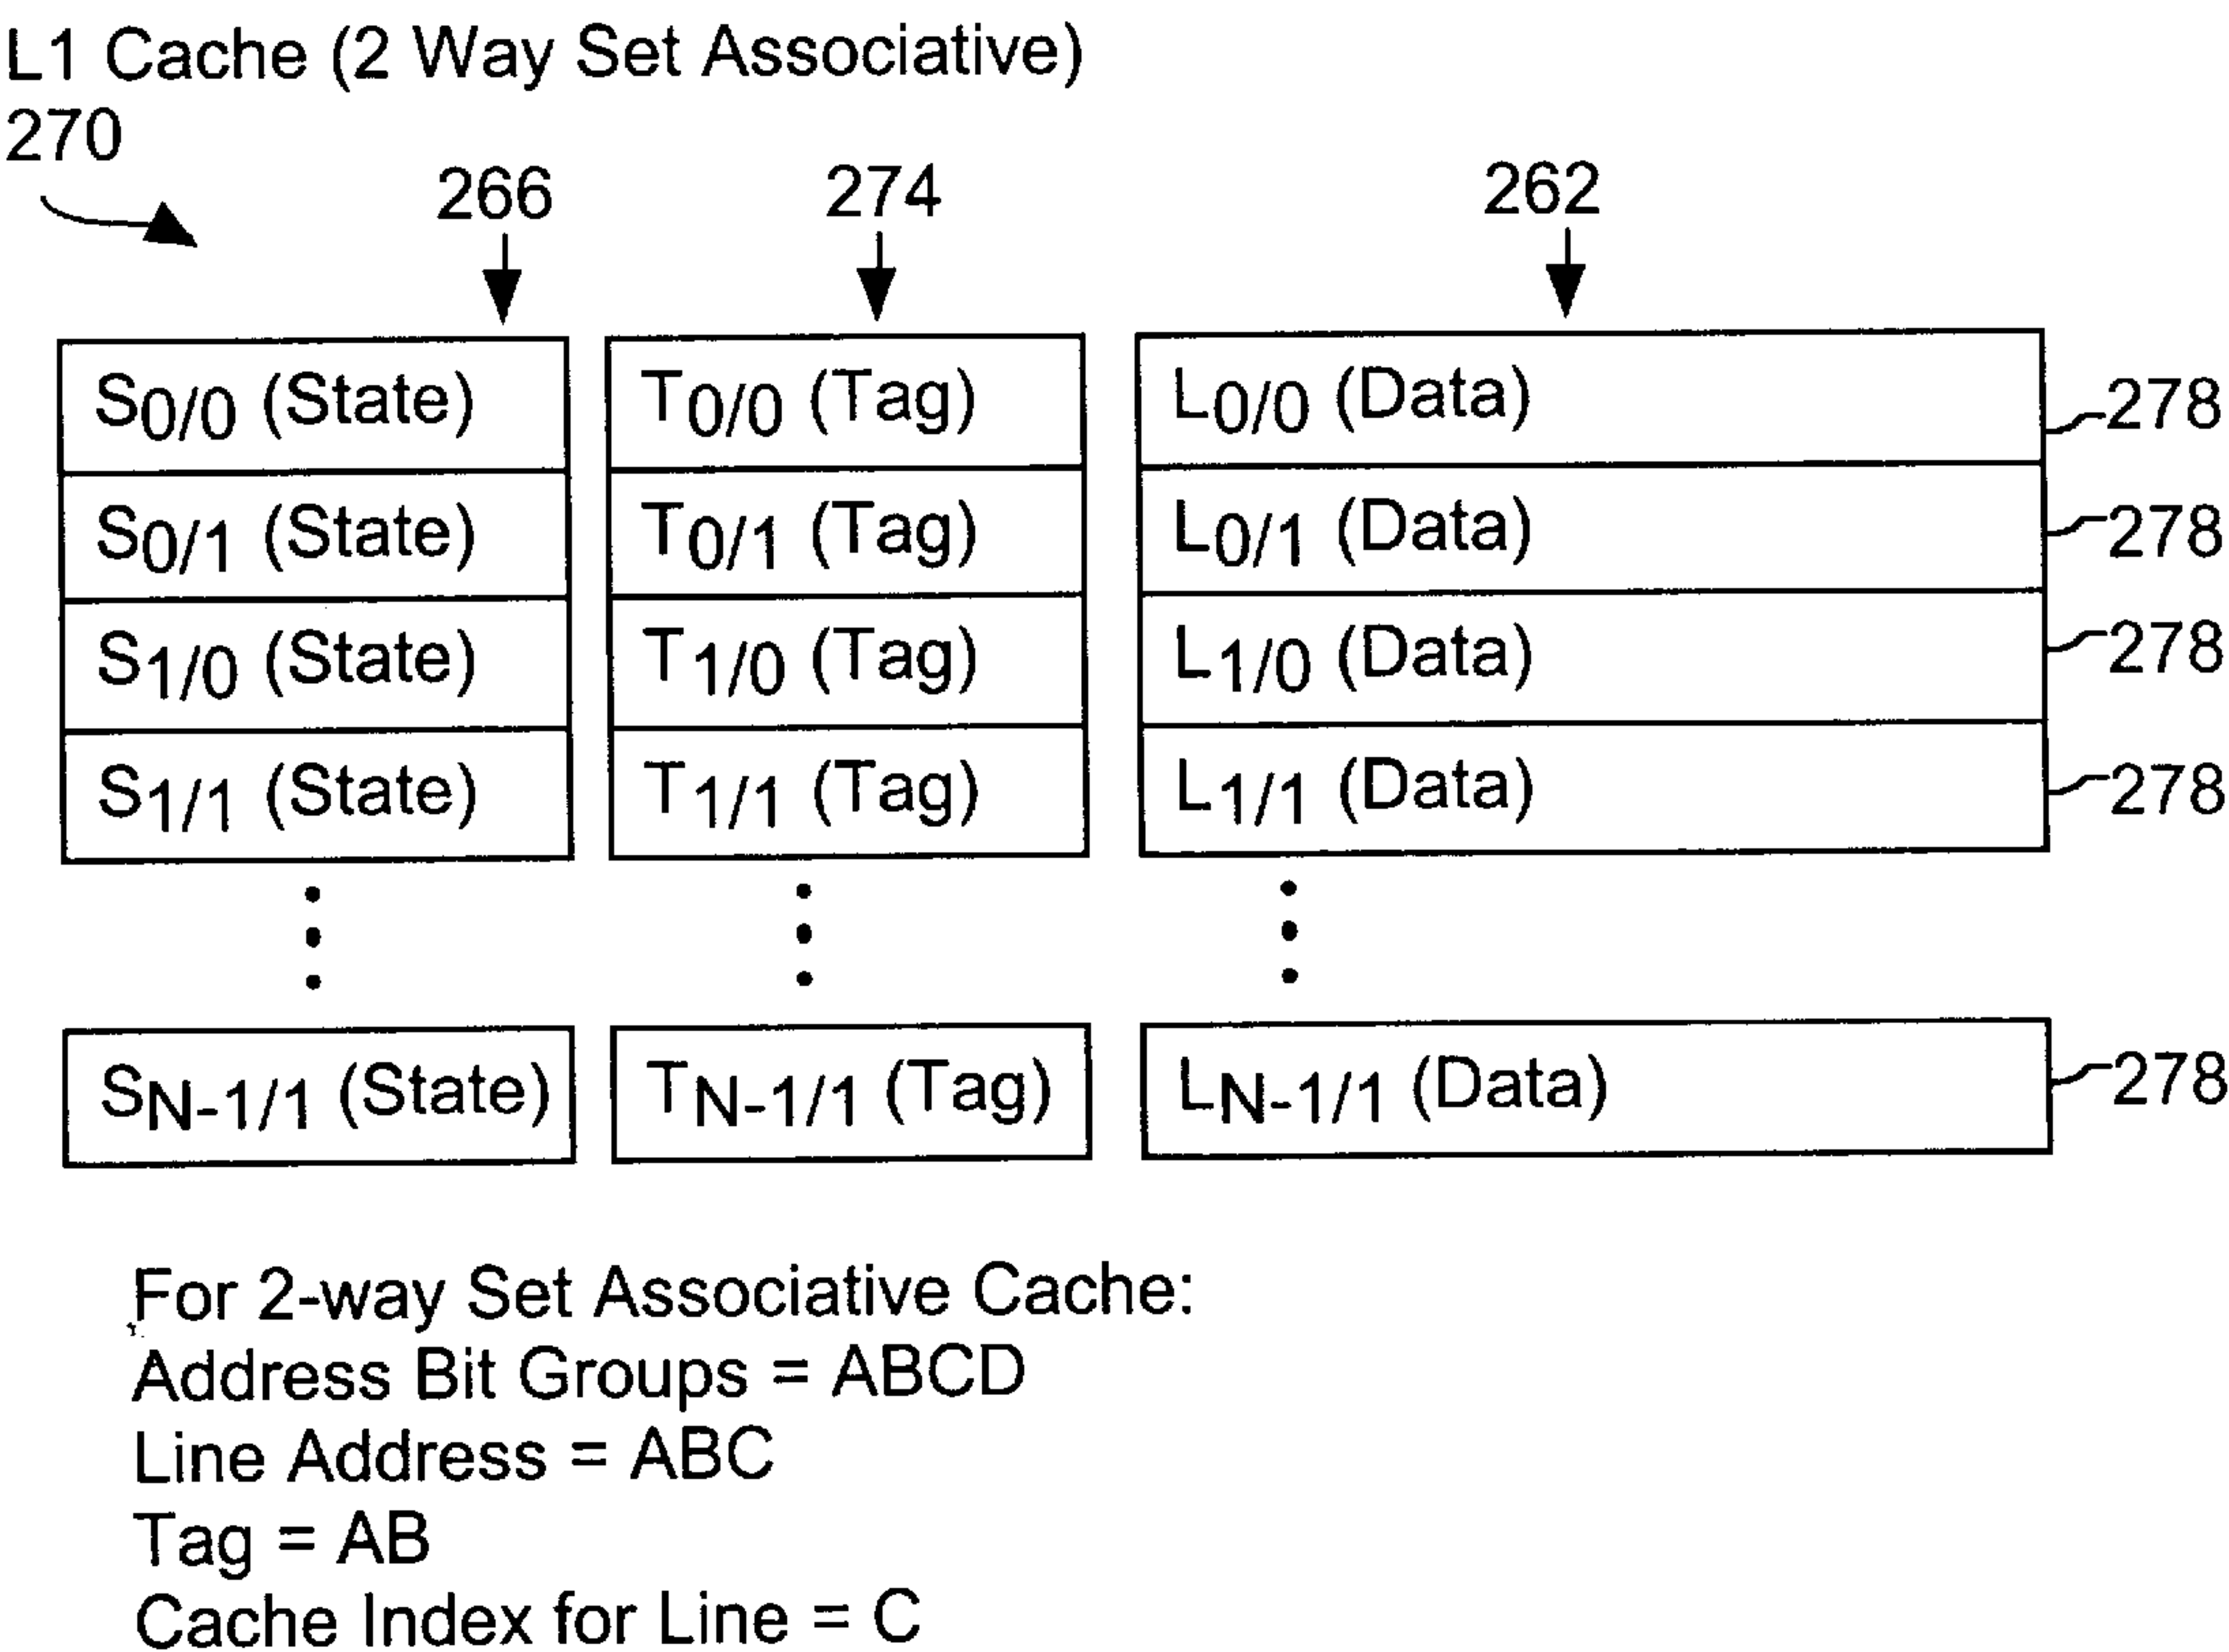 L1 Cache (2 Way Set Associative)
270
266 274 262
S0/0 (State) T0/0 (Tag) L0/0 (Data) 278
S0/1 (State) T0/1 (Tag) L0/1 (Data) 278
S1/0 (State) T1/0 (Tag) L1/0 (Data) 278
S1/1 (State) T1/1 (Tag) L1/1 (Data) 278
SN-1/1 (State) TN-1/1 (Tag) LN-1/1 (Data) 278
For 2-way Set Associative Cache:
Address Bit Groups = ABCD
Line Address = ABC
Tag = AB
Cache Index for Line = C